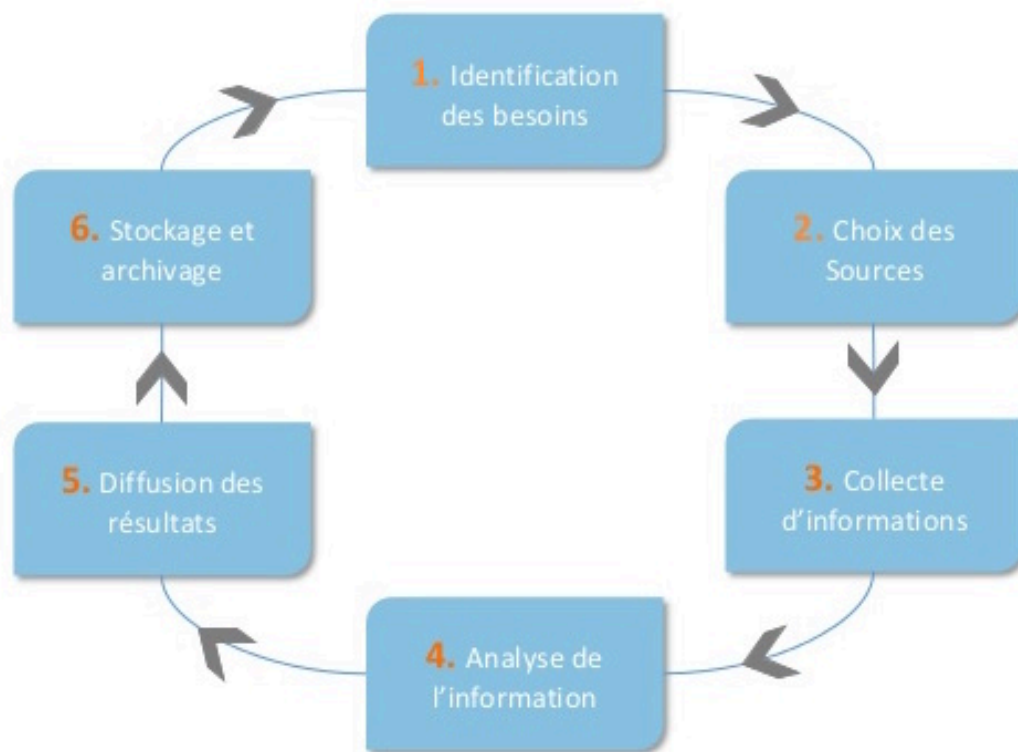 1. Identification
des besoins
2. Choix des
Sources
3. Collecte
d’informations
4. Analyse de
l’information
5. Diffusion des
résultats
6. Stockage et
archivage